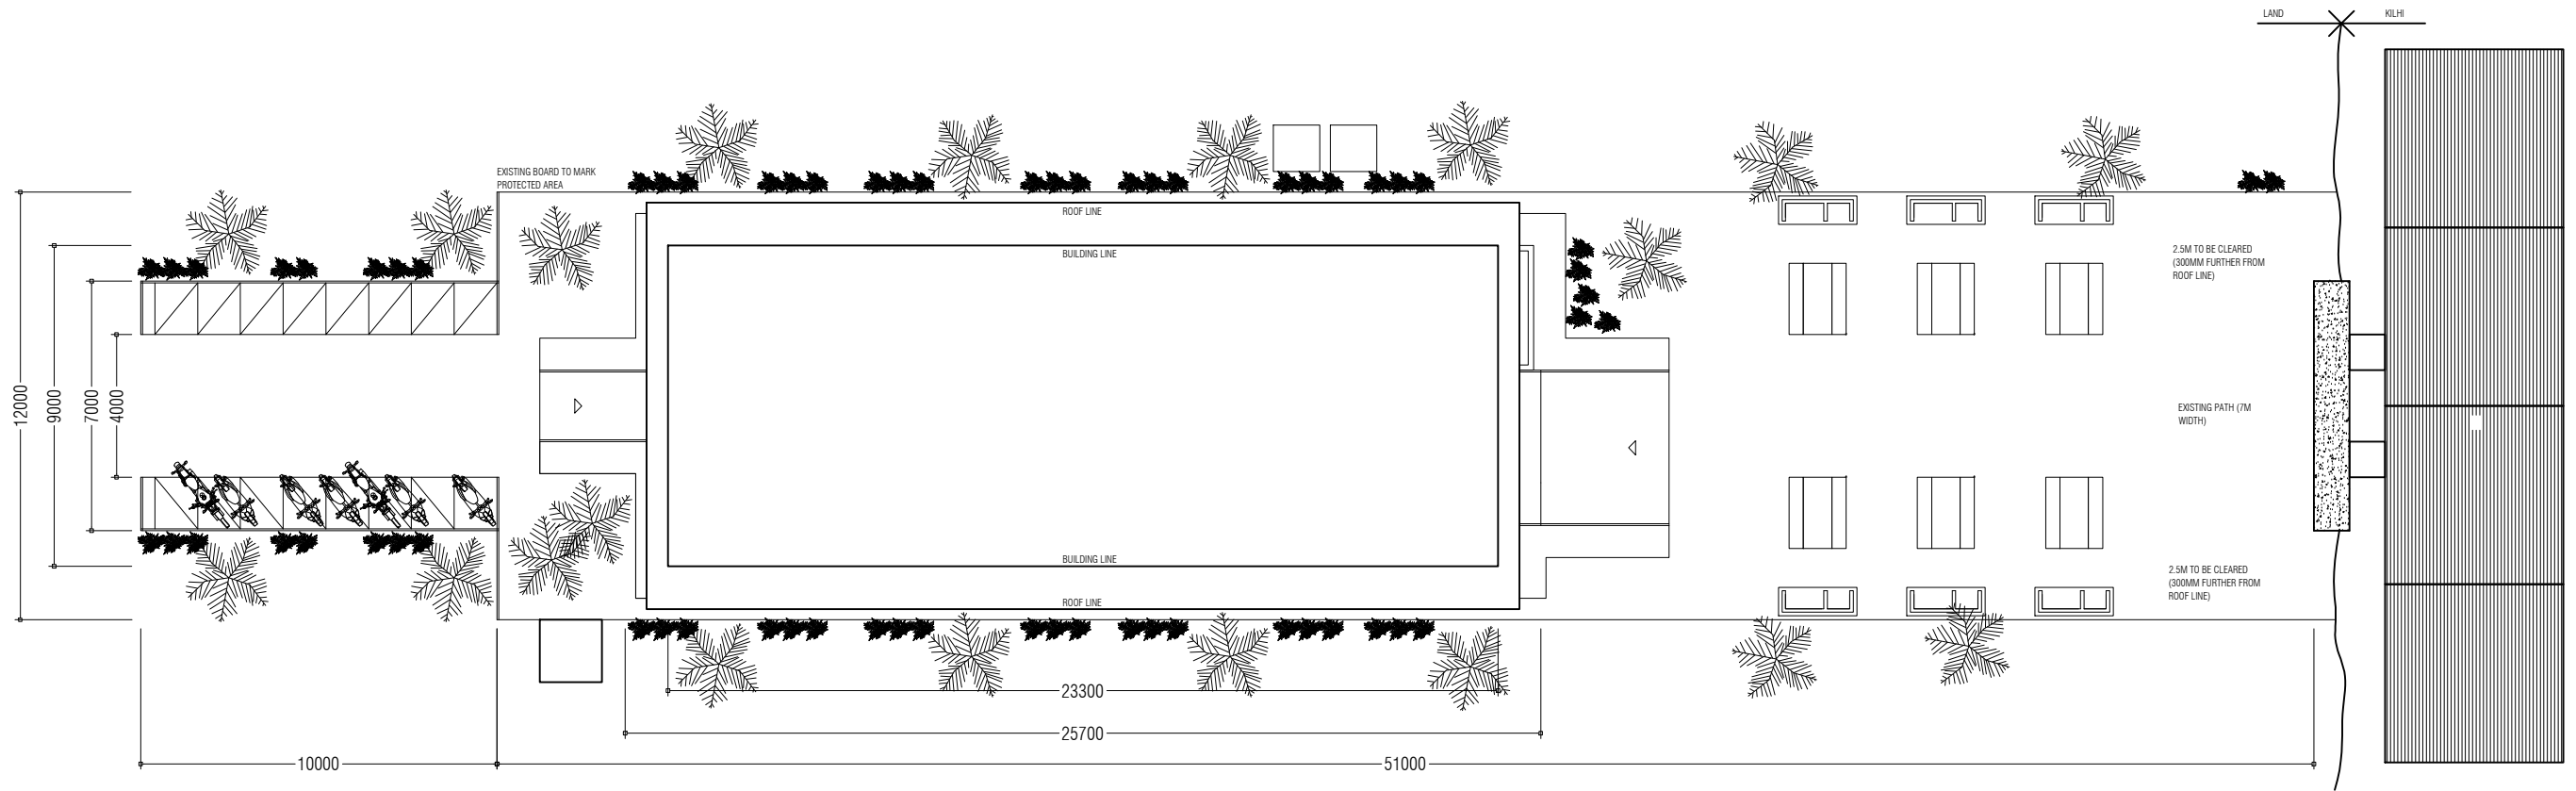 LAND
KILHI
EXISTING BOARD TO MARK
PROTECTED AREA
ROOF LINE
BUILDING LINE
2.5M TO BE CLEARED
(300MM FURTHER FROM
ROOF LINE)
12000
9000
7000
4000
EXISTING PATH (7M
WIDTH)
BUILDING LINE
2.5M TO BE CLEARED
(300MM FURTHER FROM
ROOF LINE)
ROOF LINE
23300
25700
10000
51000